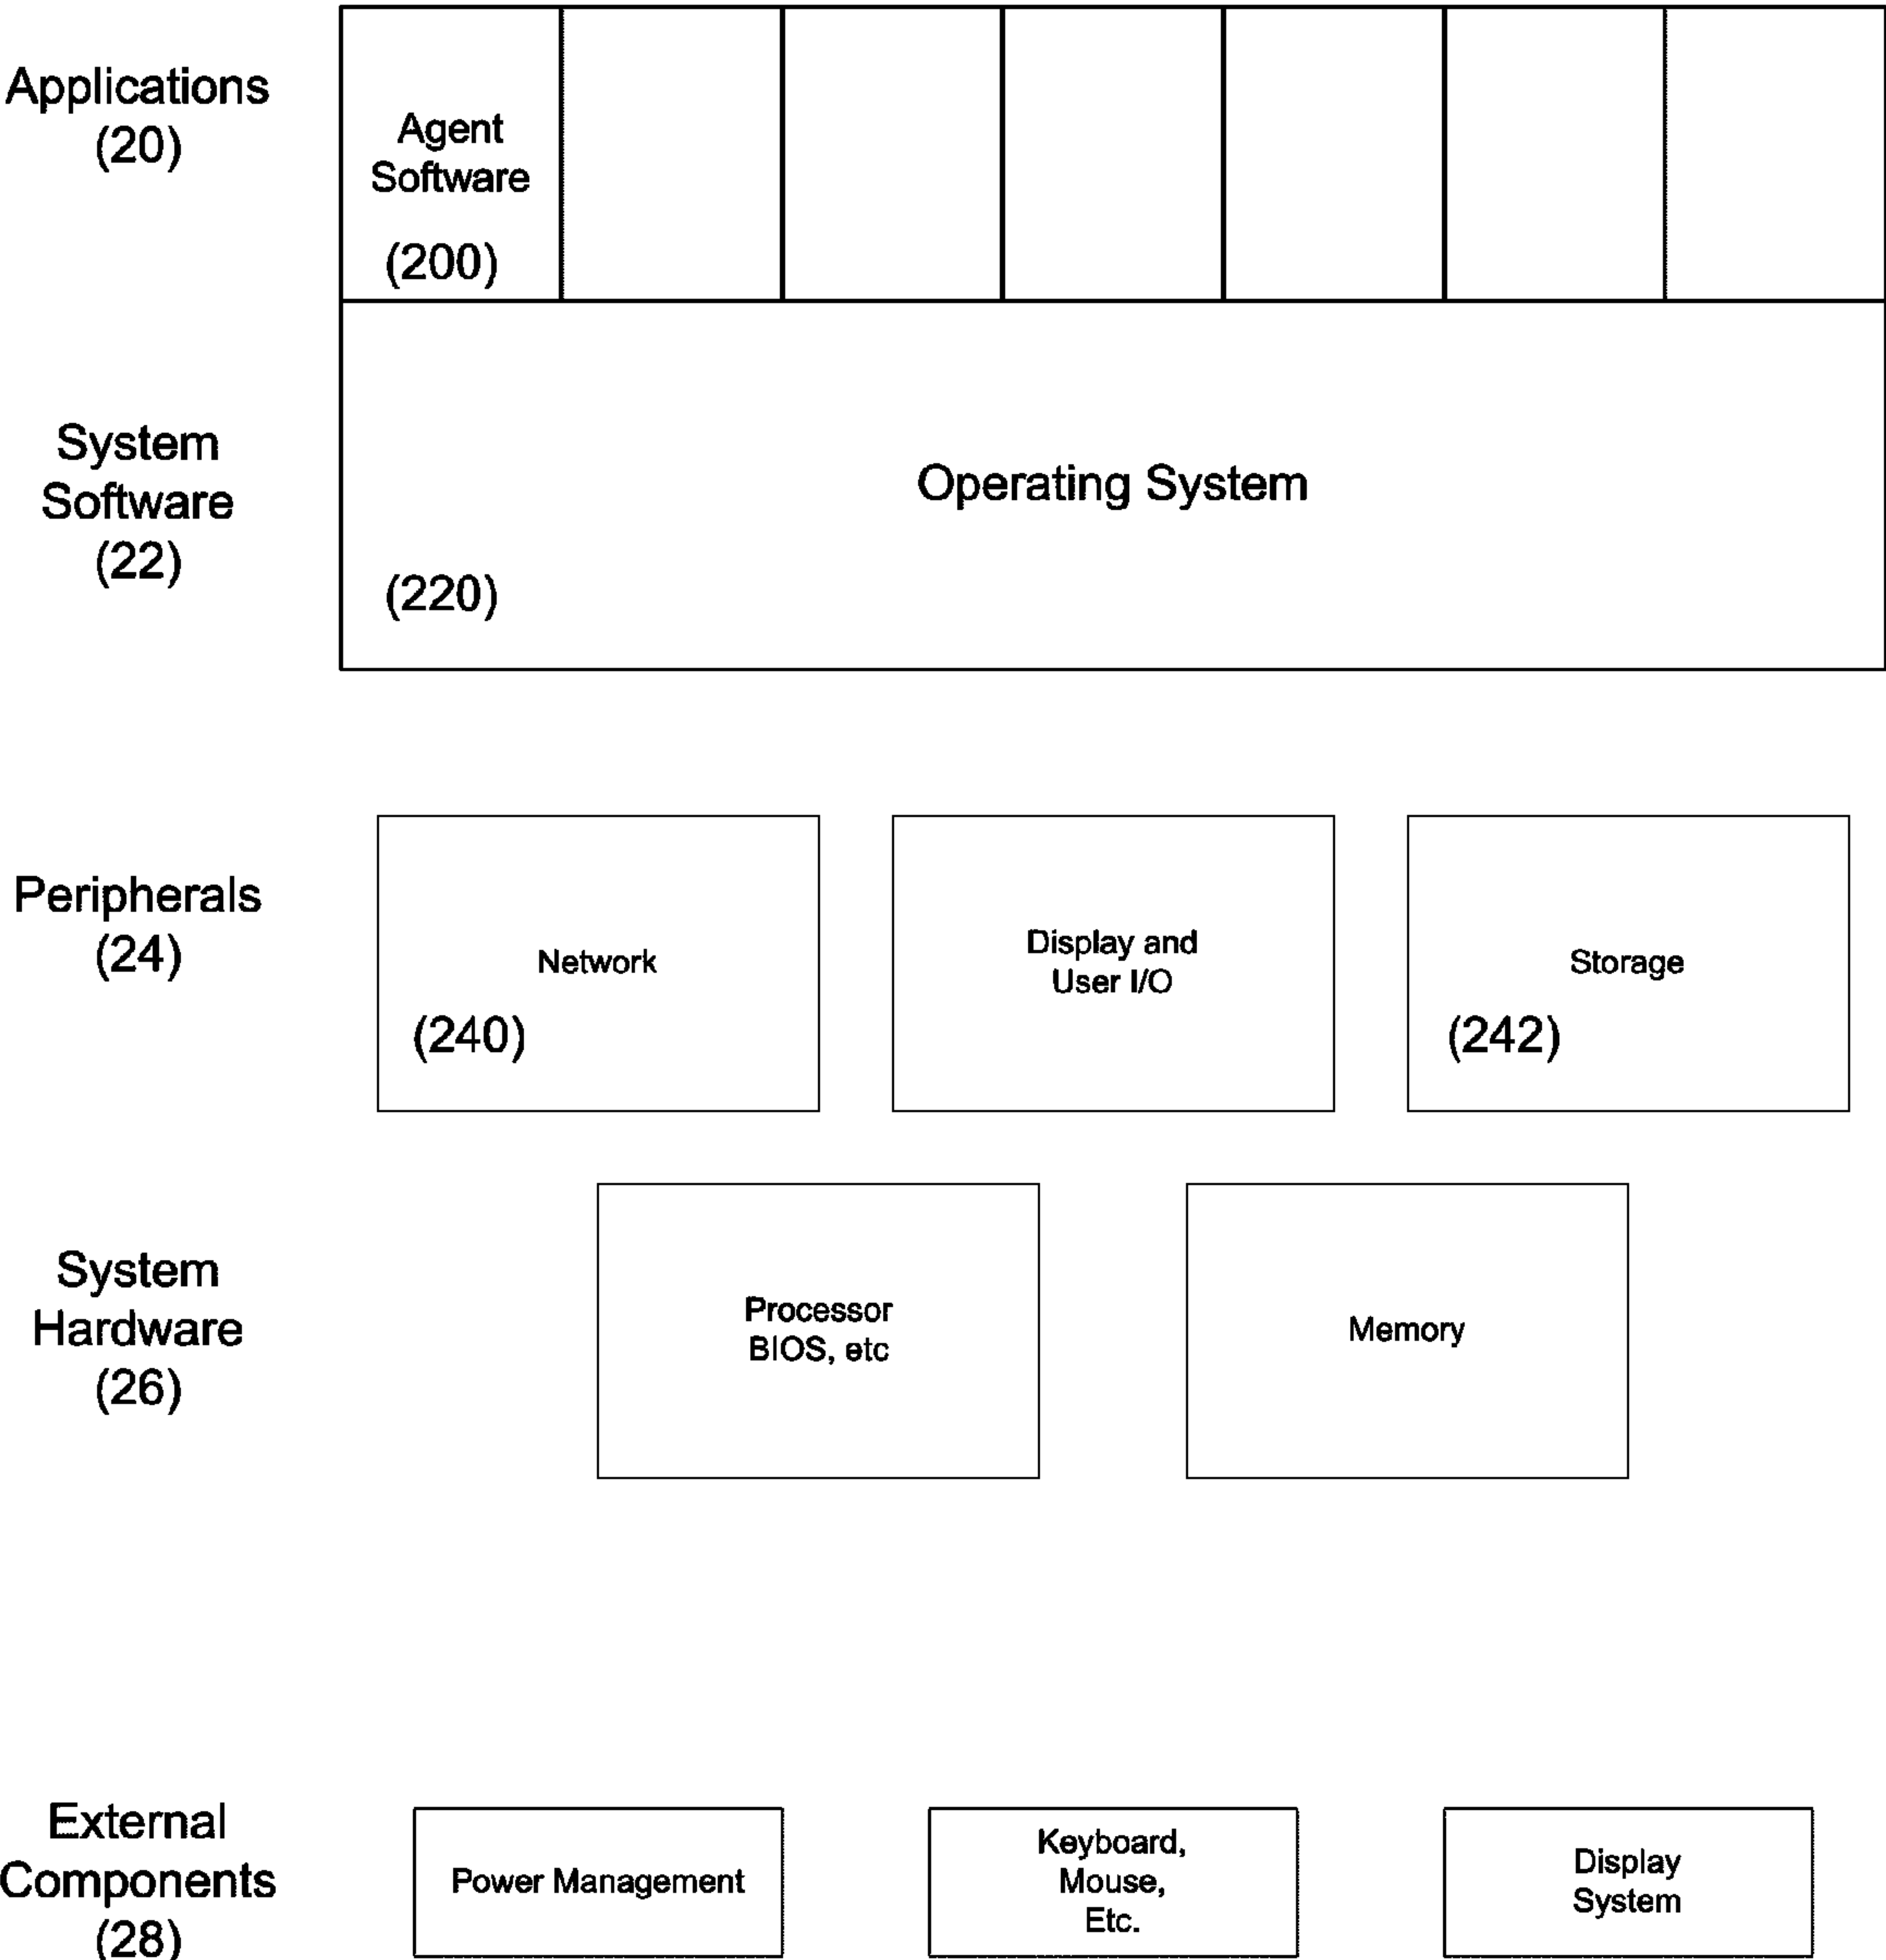 Applications
(20)
Agent
Software
(200)
System
Software
(22)
Operating System
(220)
Peripherals
(24)
Network
(240)
Display and
User I/O
Storage
(242)
System
Hardware
(26)
Processor
BIOS, etc
Memory
External
Components
(28)
Power Management
Keyboard,
Mouse,
Etc.
Display
System